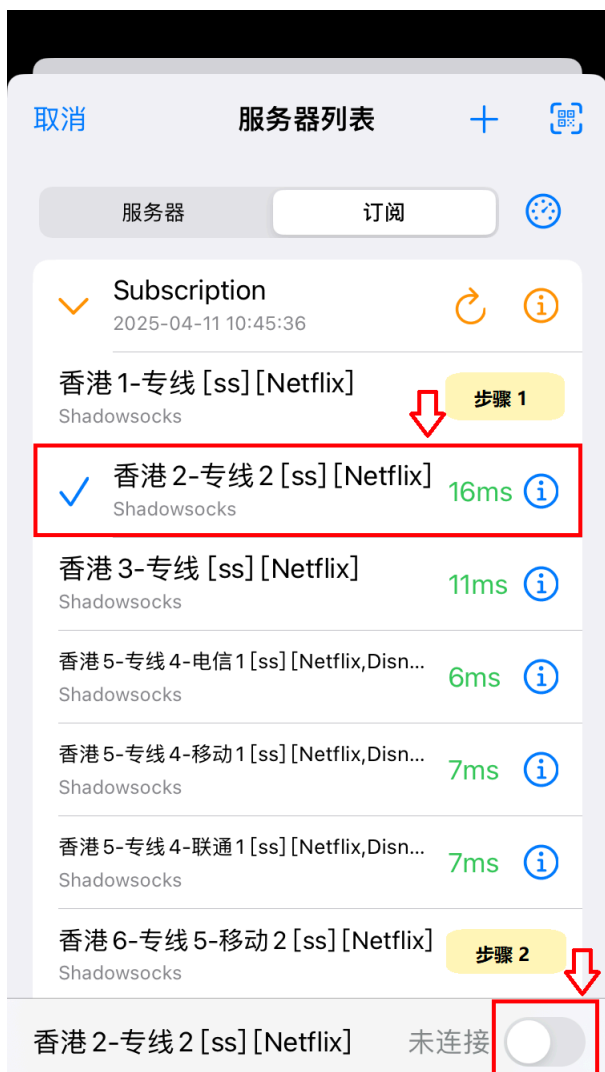 取消 服务器列表
服务器 订阅
Subscription
2025-04-11 10:45:36
香港1-专线 [ss][Netflix]
Shadowsocks
步骤 1
香港2-专线2[ss][Netflix]
Shadowsocks
16ms
香港3-专线 [ss][Netflix]
Shadowsocks
11ms
香港5-专线4-电信1[ss][Netflix,Disn...
Shadowsocks
6ms
香港5-专线4-移动1[ss][Netflix,Disn...
Shadowsocks
7ms
香港5-专线4-联通1[ss][Netflix,Disn...
Shadowsocks
7ms
香港6-专线5-移动2[ss][Netflix]
Shadowsocks
步骤 2
香港2-专线2[ss][Netflix] 未连接